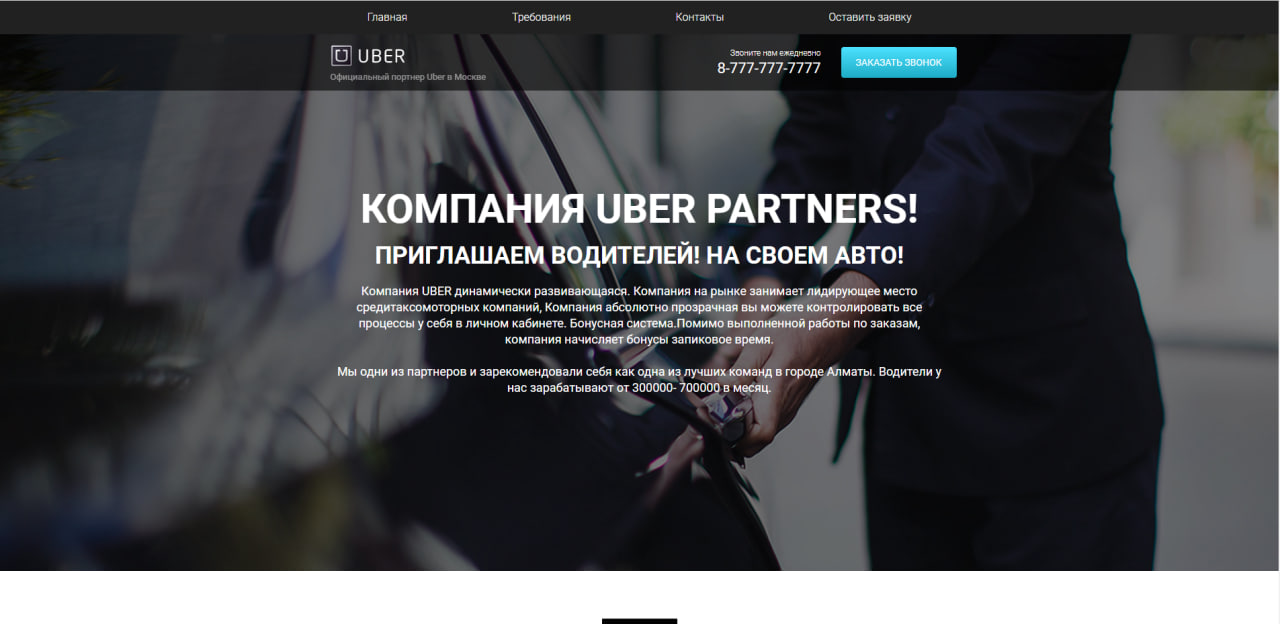 Главная Требования Контакты Оставить заявку
UBER
Официальный портнер Uber в Москве
Звоните нам ежедневно
8-777-777-7777
ЗАКАЗАТЬ ЗВОНОК
КОМПАНИЯ UBER PARTNERS!
ПРИГЛАШАЕМ ВОДИТЕЛЕЙ! НА СВОЕМ АВТО!
Компания UBER динамически развивающаяся. Компания на рынке занимает лидирующее место
средитаксомоторных компаний, Компания абсолютно прозрачная вы можете контролировать все
процессы у себя в личном кабинете. Бонусная система.Помимо выполненной работы по заказам,
компания начисляет бонусы запиковое время.
Мы одни из партнеров и зарекомендовали себя как одна из лучших команд в городе Алматы. Водители у
нас зарабатывают от 300000- 700000 в месяц.